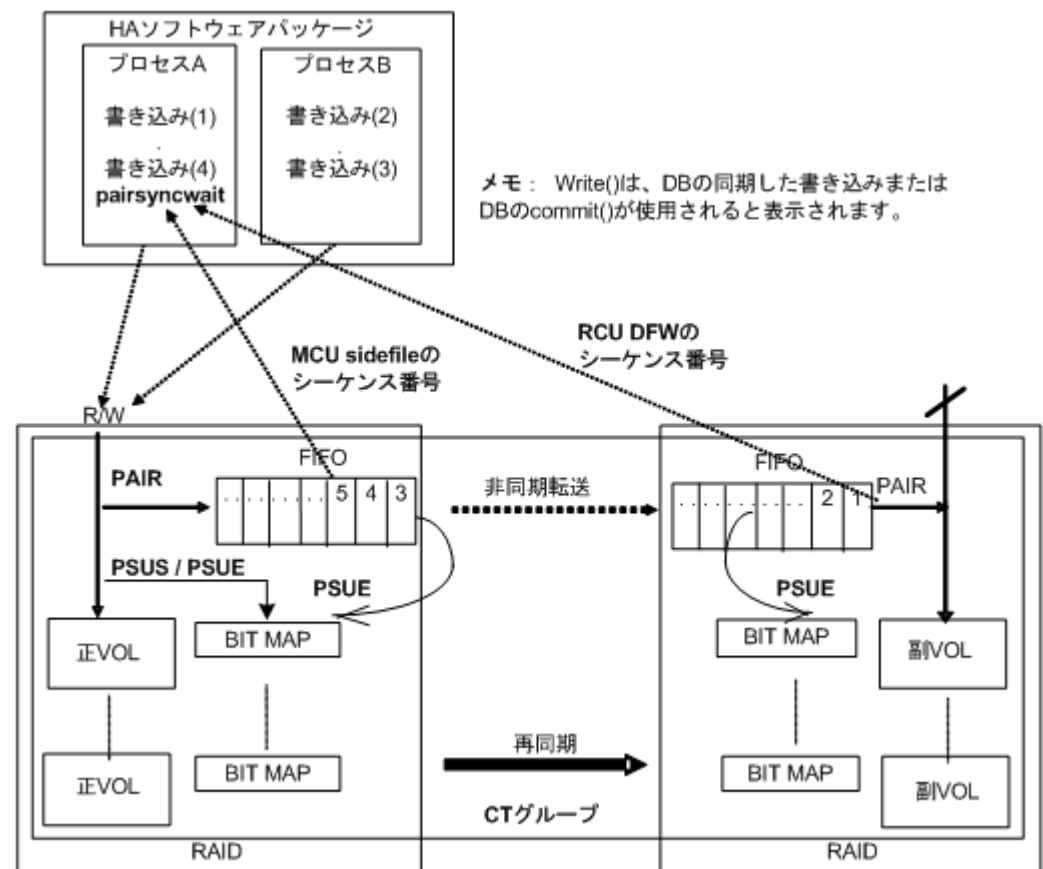 HAソフトウェアパッケージ
プロセスA
プロセスB
書き込み(1)
書き込み(2)
.
.
書き込み(4)
書き込み(3)
pairsyncwait
メモ： Write()は、DBの同期した書き込みまたは
DBのcommit()が使用されると表示されます。
MCU sidefileの
シーケンス番号
RCU DFWの
シーケンス番号
R/W
FIFO
PAIR
. . . . . . . . . . 5 4 3
非同期転送
FIFO
. . . . . . . . . . 2 1
PAIR
PSUS / PSUE
PSUE
PSUE
正VOL
BIT MAP
BIT MAP
副VOL
再同期
正VOL
BIT MAP
BIT MAP
副VOL
CTグループ
RAID
RAID